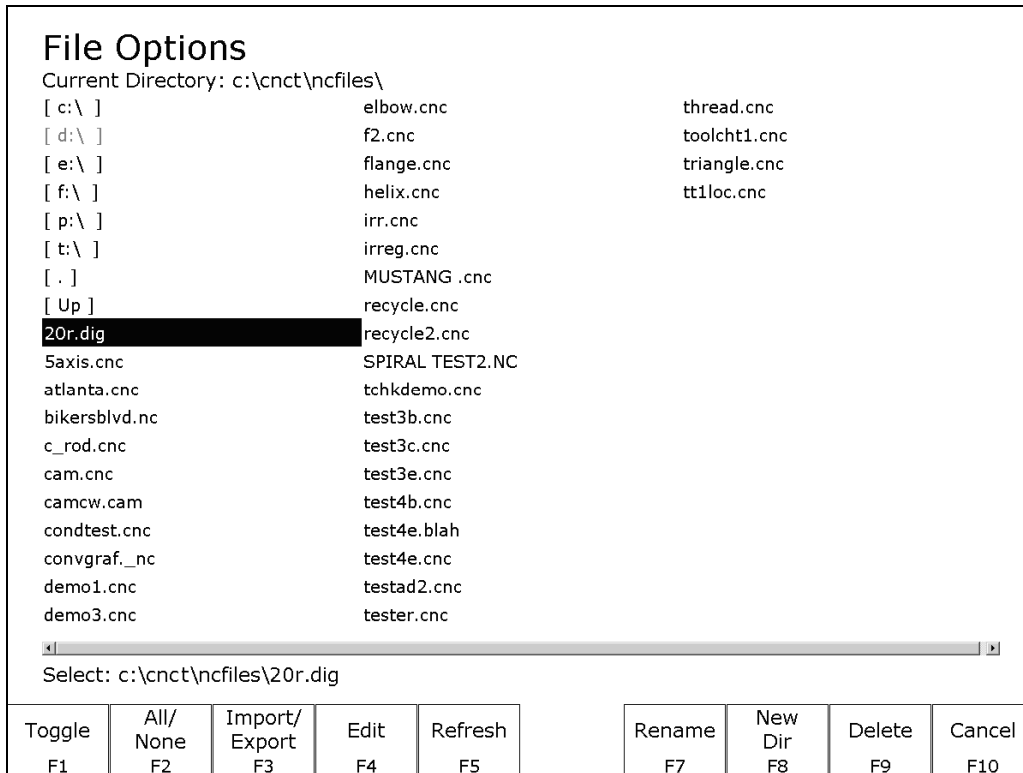 File Options
Current Directory: c:\cnct\ncfiles\
[ c:\ ]
[ d:\ ]
[ e:\ ]
[ f:\ ]
[ p:\ ]
[ t:\ ]
[ . ]
[ Up ]
20r.dig
5axis.cnc
atlanta.cnc
bikersblvd.nc
c_rod.cnc
cam.cnc
camcw.cam
condtest.cnc
convgraf._nc
demo1.cnc
demo3.cnc
elbow.cnc
f2.cnc
flange.cnc
helix.cnc
irr.cnc
irreg.cnc
MUSTANG .cnc
recycle.cnc
recycle2.cnc
SPIRAL TEST2.NC
tchkdemo.cnc
test3b.cnc
test3c.cnc
test3e.cnc
test4b.cnc
test4e.blah
test4e.cnc
testad2.cnc
tester.cnc
thread.cnc
toolcht1.cnc
triangle.cnc
tt1loc.cnc
Select: c:\cnct\ncfiles\20r.dig
Toggle
F1
All/
None
F2
Import/
Export
F3
Edit
F4
Refresh
F5
Rename
F7
New
Dir
F8
Delete
F9
Cancel
F10